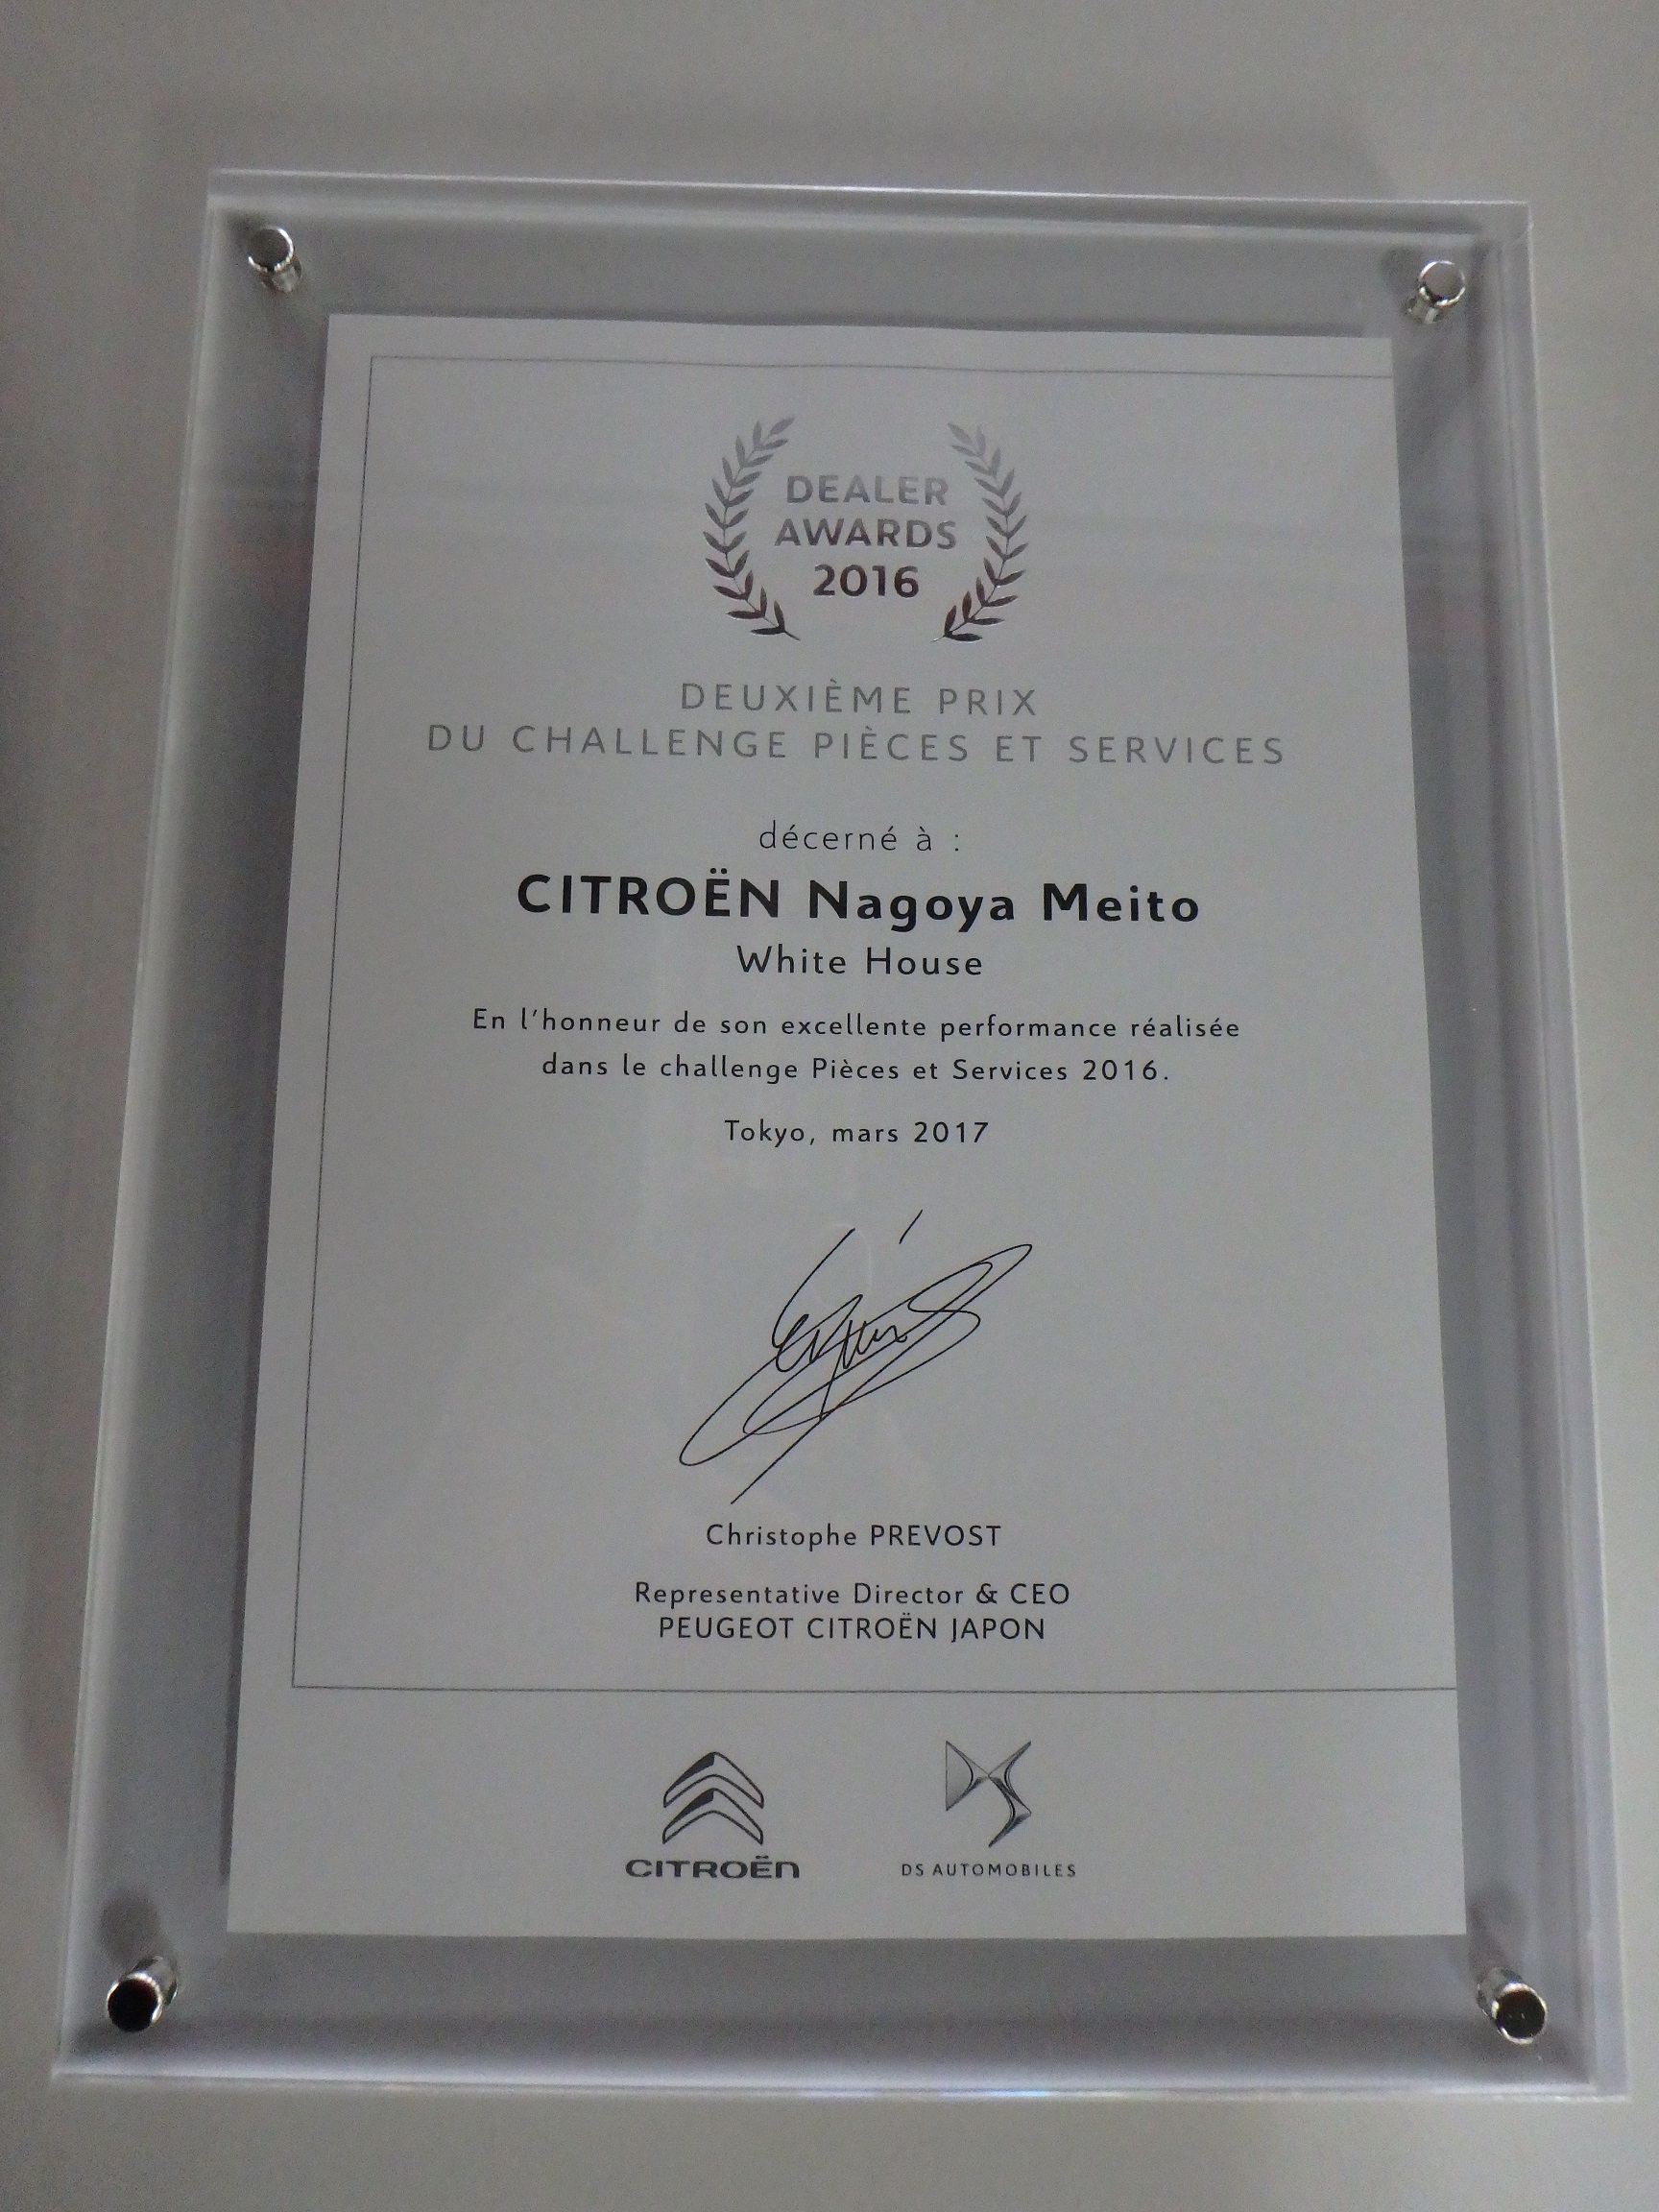 DEALER
AWARDS
2016
DEUXIÈME PRIX
DU CHALLENGE PIÈCES ET SERVICES
décerné à :
CITROËN Nagoya Meito
White House
En l'honneur de son excellente performance réalisée
dans le challenge Pièces et Services 2016.
Tokyo, mars 2017
Christophe PREVOST
Representative Director & CEO
PEUGEOT CITROËN JAPON
CITROËN
DS AUTOMOBILES